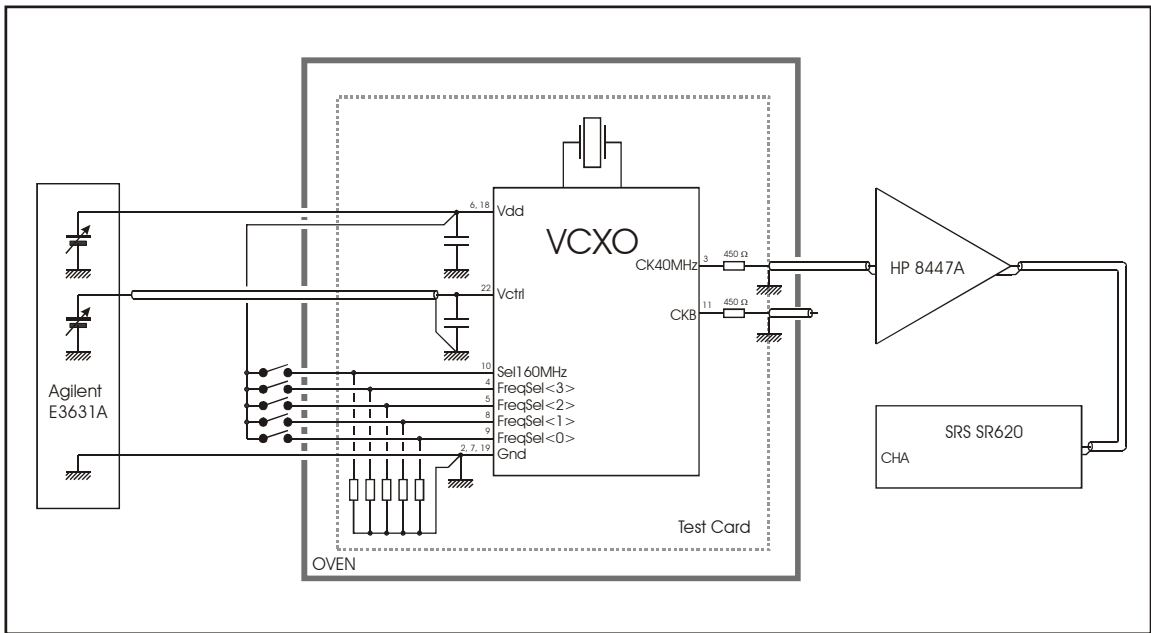 Agilent
E3631A
6, 18
Vdd
VCXO
CK40MHz
3
450 Ω
HP 8447A
22
Vctrl
CKB
11
450 Ω
10
Sel160MHz
4
FreqSel<3>
5
FreqSel<2>
8
FreqSel<1>
9
FreqSel<0>
2, 7, 19
Gnd
SRS SR620
CHA
Test Card
OVEN